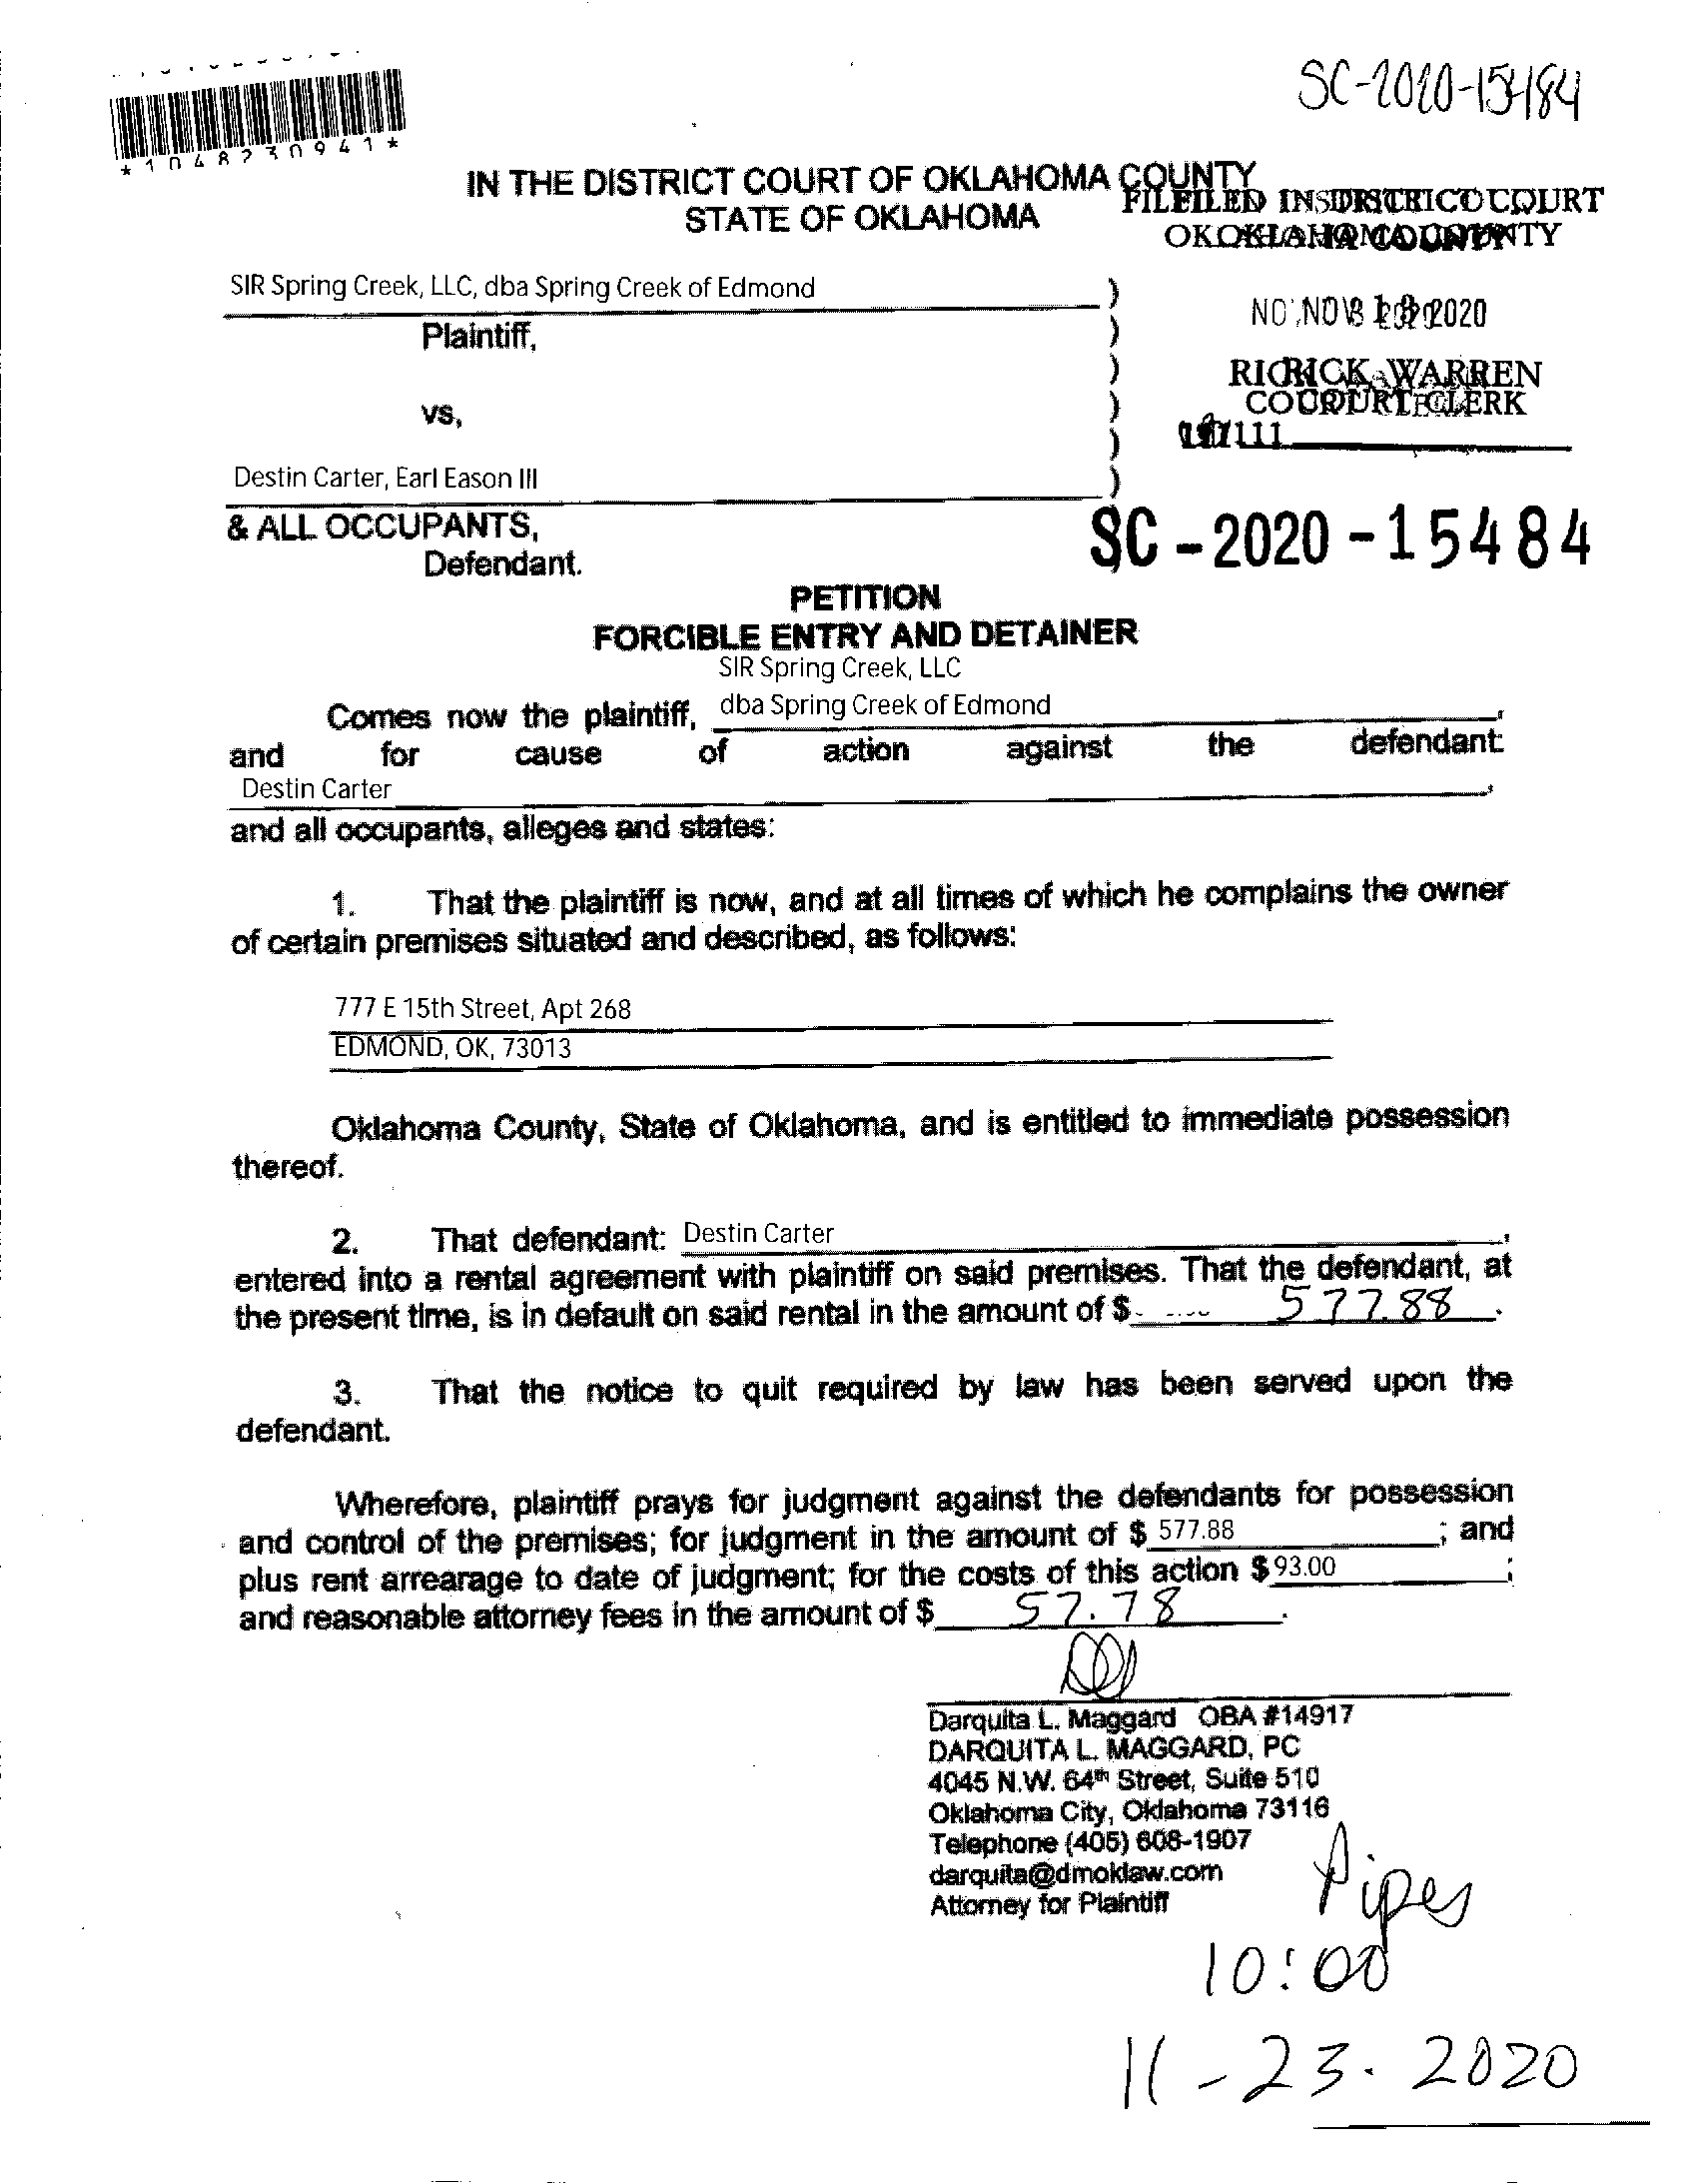 SC-2020-15484
*1048230941*
IN THE DISTRICT COURT OF OKLAHOMA COUNTY
STATE OF OKLAHOMA
FILED IN DISTRICT COURT
OKLAHOMA COUNTY
SIR Spring Creek, LLC, dba Spring Creek of Edmond )
Plaintiff, )
NOV 2020
)
RICK WARREN
COURT CLERK
vs, )
111
)
Destin Carter, Earl Eason III )
& ALL OCCUPANTS,
Defendant.
SC-2020-15484
PETITION
FORCIBLE ENTRY AND DETAINER
SIR Spring Creek, LLC
Comes now the plaintiff, dba Spring Creek of Edmond,
and for cause of action against the defendant:
Destin Carter,
and all occupants, alleges and states:
1. That the plaintiff is now, and at all times of which he complains the owner
of certain premises situated and described, as follows:
777 E 15th Street, Apt 268
EDMOND, OK, 73013
Oklahoma County, State of Oklahoma, and is entitled to immediate possession
thereof.
2. That defendant: Destin Carter,
entered into a rental agreement with plaintiff on said premises. That the defendant, at
the present time, is in default on said rental in the amount of $ 577.88.
3. That the notice to quit required by law has been served upon the
defendant.
Wherefore, plaintiff prays for judgment against the defendants for possession
and control of the premises; for judgment in the amount of $ 577.88; and
plus rent arrearage to date of judgment; for the costs of this action $ 93.00;
and reasonable attorney fees in the amount of $ 57.78.
Darquita L. Maggard OBA #14917
DARQUITA L. MAGGARD, PC
4045 N.W. 64th Street, Suite 510
Oklahoma City, Oklahoma 73116
Telephone (405) 608-1907
darquita@dmoklaw.com
Attorney for Plaintiff
Pipes
10:00
11-23-2020